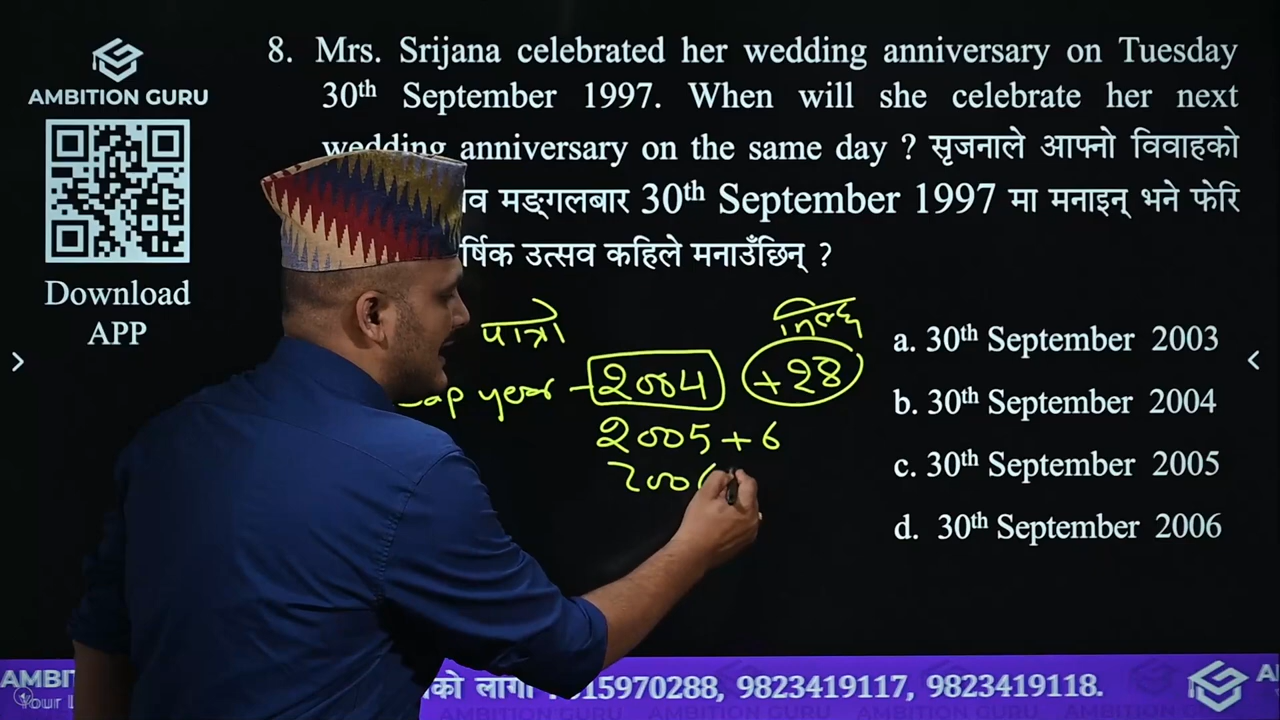 AMBITION GURU
Download
APP
8. Mrs. Srijana celebrated her wedding anniversary on Tuesday
30th September 1997. When will she celebrate her next
wedding anniversary on the same day ? सृजनाले आफ्नो विवाहको
मङ्गलबार 30th September 1997 मा मनाइन् भने फेरि
उत्सव कहिले मनाउँछिन् ?
पात्रो
year - 2004 +28
2005 + 6
a. 30th September 2003
b. 30th September 2004
c. 30th September 2005
d. 30th September 2006
लागी 9823419117, 9823419118.